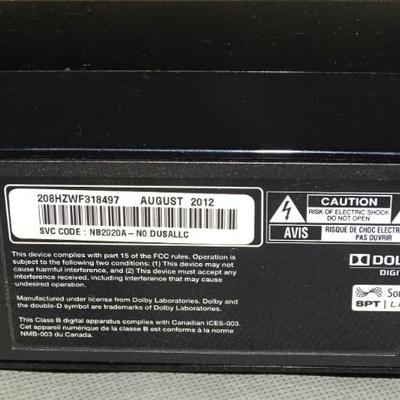 208HZWF318497 AUGUST 2012
SVC CODE : NB2020A – N0.DUSALLC
CAUTION
RISK OF ELECTRIC SHOCK
DO NOT OPEN
AVIS
RISQUE DE CHOC ELECTRI
PAS OUVRIR
This device complies with part 15 of the FCC rules. Operation is
subject to the following two conditions: (1) This device may not
cause harmful interference, and (2) This device must accept any
interference received, including interference that may cause
undesired operation.
Manufactured under license from Dolby Laboratories. Dolby and
the double-D symbol are trademarks of Dolby Laboratories.
This Class B digital apparatus complies with Canadian ICES-003.
Cet appareil numérique de la classe B est conforme à la norme
NMB-003 du Canada.
DOL
DIGI
So
SPT